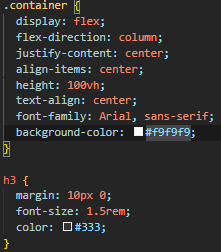 .container {
  display: flex;
  flex-direction: column;
  justify-content: center;
  align-items: center;
  height: 100vh;
  text-align: center;
  font-family: Arial, sans-serif;
  background-color: #f9f9f9;
}

h3 {
  margin: 10px 0;
  font-size: 1.5rem;
  color: #333;
}